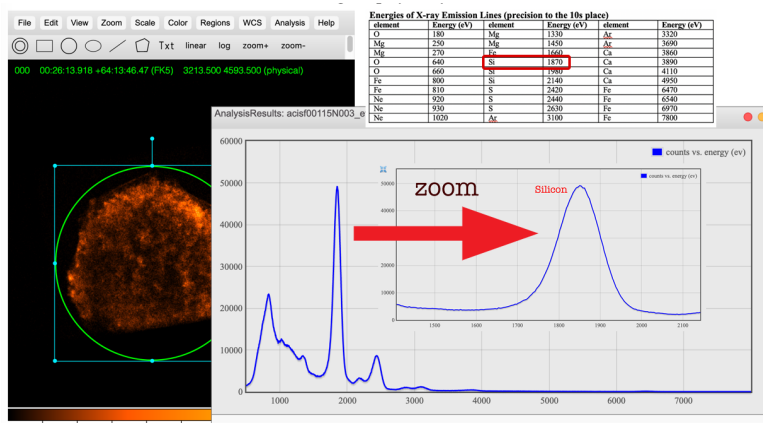 File Edit View Zoom Scale Color Regions WCS Analysis Help
Txt linear log zoom+ zoom-
000 00:26:13.918 +64:13:46.47 (FK5) 3213.500 4593.500 (physical)
Energies of X-ray Emission Lines (precision to the 10s place)
element Energy (eV) element Energy (eV) element Energy (eV)
O 180 Mg 1330 Ar 3320
Mg 250 Mg 1450 Ar 3690
Mg 270 Fe 1660 Ca 3860
O 640 Si 1870 Ca 3890
O 660 Si 1980 Ca 4110
Fe 800 Si 2140 Ca 4950
Fe 810 S 2420 Fe 6470
Ne 920 S 2440 Fe 6540
Ne 930 S 2630 Fe 6970
Ne 1020 Ar 3100 Fe 7800
AnalysisResults: acisf00115N003_e
counts vs. energy (ev)
60000
50000
40000
30000
20000
10000
0
1000 2000 3000 4000 5000 6000 7000
zoom
Silicon
counts vs. energy (ev)
50000
20000
10000
0
1500 1600 1700 1800 1900 2000 2100